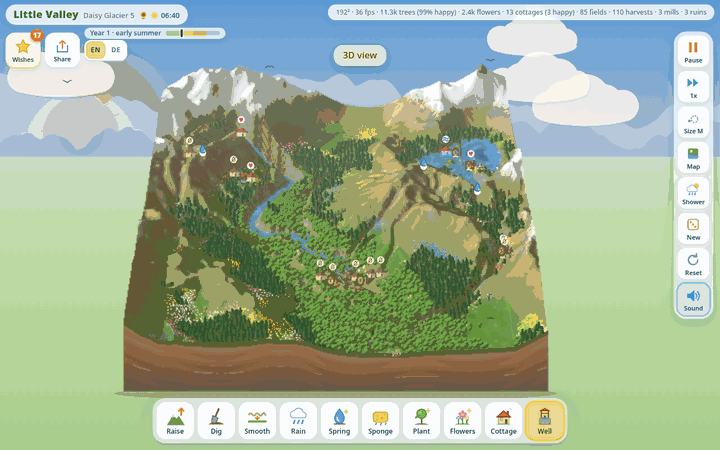 Little Valley Daisy Glacier 5 06:40
192² · 36 fps · 11.3k trees (99% happy) · 2.4k flowers · 13 cottages (3 happy) · 85 fields · 110 harvests · 3 mills · 3 ruins
Year 1 · early summer
17
Wishes
Share
EN
DE
3D view
Pause
1x
Size M
Map
Shower
New
Reset
Sound
Raise
Dig
Smooth
Rain
Spring
Sponge
Plant
Flowers
Cottage
Well